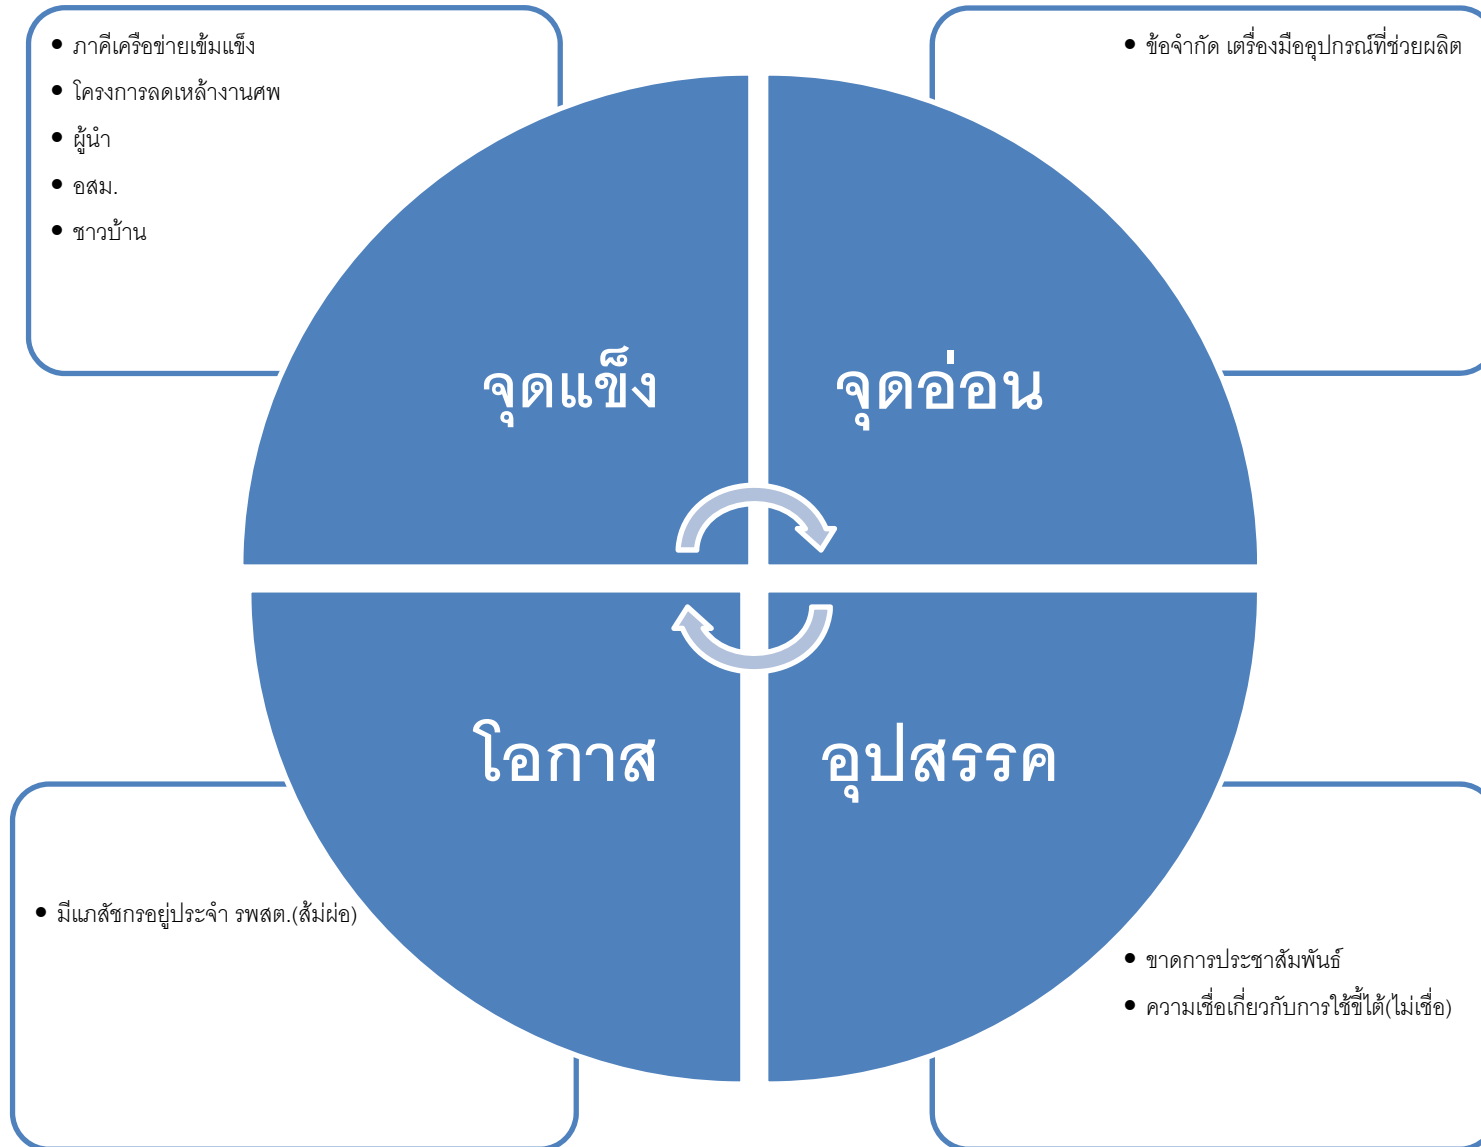 • ภาคีเครือข่ายเข้มแข็ง
• โครงการลดเหล้างานศพ
• ผู้นำ
• อสม.
• ชาวบ้าน
• ข้อจำกัด เตรื่องมืออุปกรณ์ที่ช่วยผลิต
จุดแข็ง
จุดอ่อน
โอกาส
อุปสรรค
• มีแภสัชกรอยู่ประจำ รพสต.(ส้มผ่อ)
• ขาดการประชาสัมพันธ์
• ความเชื่อเกี่ยวกับการใช้ขี้ไต้(ไม่เชื่อ)